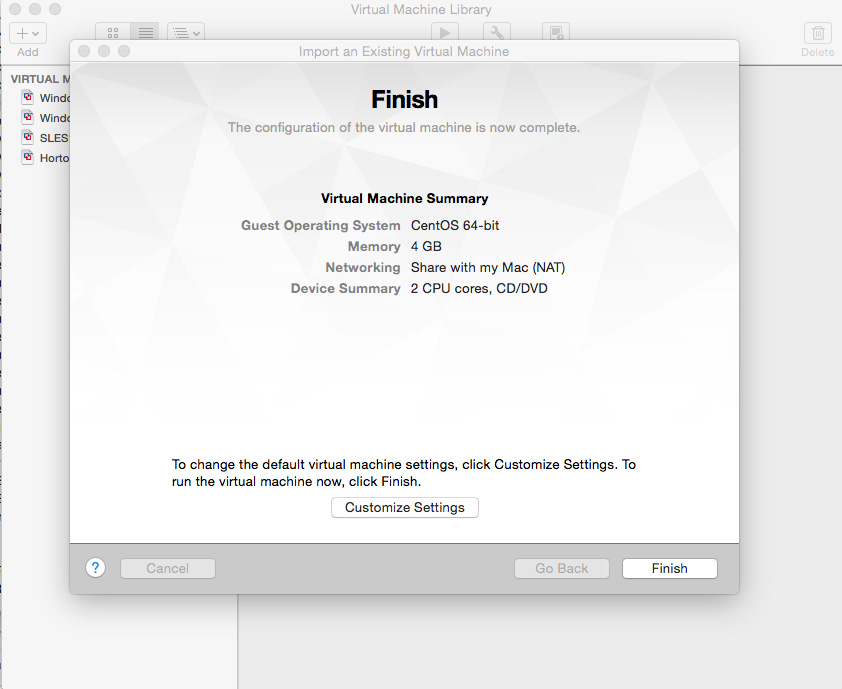 Virtual Machine Library
Add
Delete
Import an Existing Virtual Machine
VIRTUAL M
Windo
Windo
SLES
Horto
Finish
The configuration of the virtual machine is now complete.
Virtual Machine Summary
Guest Operating System CentOS 64-bit
Memory 4 GB
Networking Share with my Mac (NAT)
Device Summary 2 CPU cores, CD/DVD
To change the default virtual machine settings, click Customize Settings. To
run the virtual machine now, click Finish.
Customize Settings
? Cancel Go Back Finish